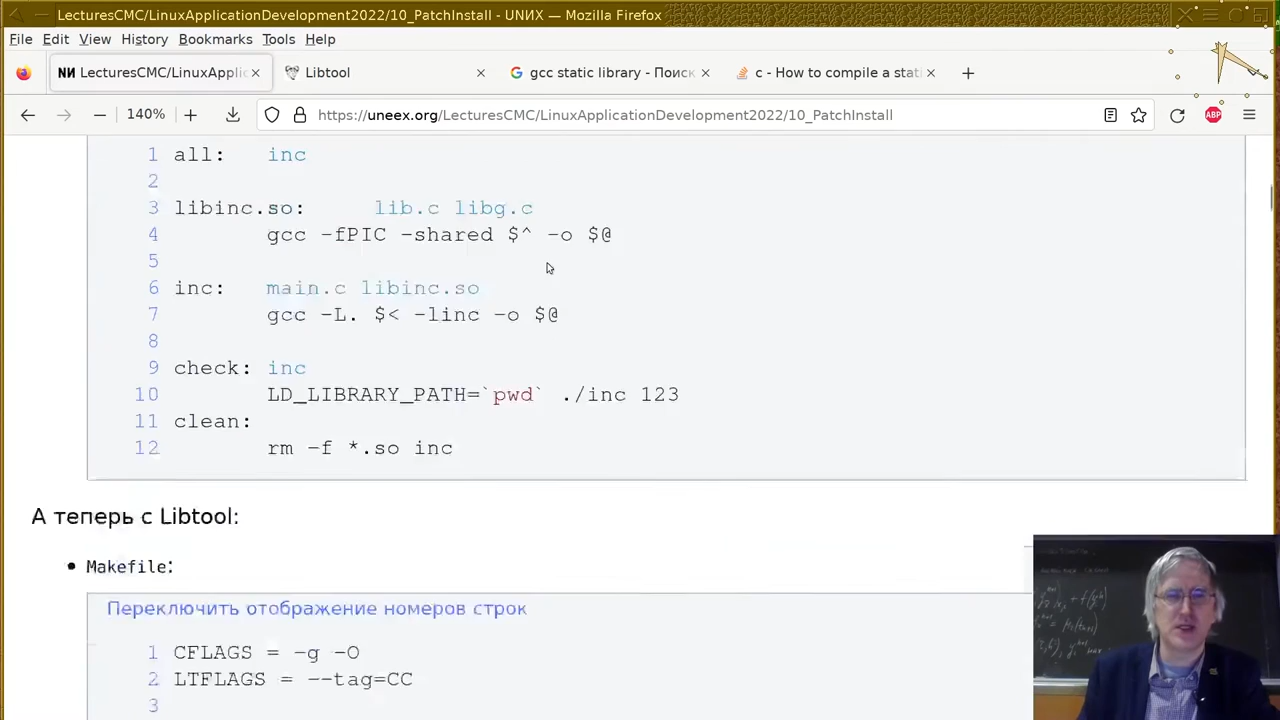 LecturesCMC/LinuxApplicationDevelopment2022/10_PatchInstall - UNИX — Mozilla Firefox
File Edit View History Bookmarks Tools Help
NИ LecturesCMC/LinuxApplic Libtool gcc static library - Поиск c - How to compile a stat
140% https://uneex.org/LecturesCMC/LinuxApplicationDevelopment2022/10_PatchInstall ABP
1 all: inc
2
3 libinc.so: lib.c libg.c
4 gcc -fPIC -shared $^ -o $@
5
6 inc: main.c libinc.so
7 gcc -L. $< -linc -o $@
8
9 check: inc
10 LD_LIBRARY_PATH=`pwd` ./inc 123
11 clean:
12 rm -f *.so inc
А теперь с Libtool:
Makefile:
Переключить отображение номеров строк
1 CFLAGS = -g -O
2 LTFLAGS = --tag=CC
3